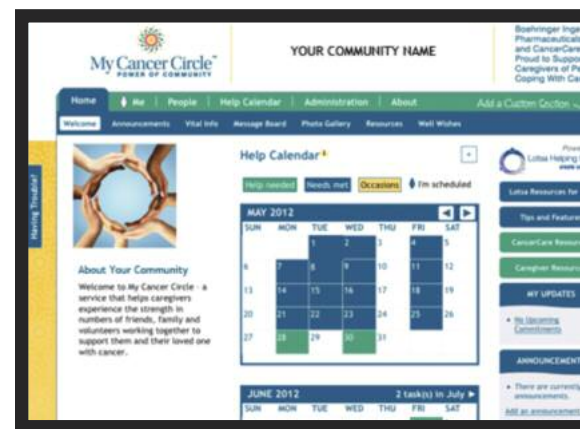 My Cancer Circle™
POWER OF COMMUNITY
YOUR COMMUNITY NAME
Boehringer Inge
Pharmaceuticals
and CancerCare
Proud to Suppor
Caregivers of Pe
Coping With Can
Home Me People Help Calendar Administration About Add a Custom Section
Welcome Announcements Vital Info Message Board Photo Gallery Resources Well Wishes
Having Trouble?
Help Calendar
Help needed Needs met Occasions I'm scheduled
MAY 2012
SUN MON TUE WED THU FRI SAT
1 2 3 4 5
6 7 8 9 10 11 12
13 14 15 16 17 18 19
20 21 22 23 24 25 26
27 28 29 30 31
JUNE 2012 2 task(s) in July
SUN MON TUE WED THU FRI SAT
About Your Community
Welcome to My Cancer Circle - a
service that helps caregivers
experience the strength in
numbers of friends, family and
volunteers working together to
support them and their loved one
with cancer.
Powe
Lotsa Helping
Lotsa Resources for
Tips and Feature
CancerCare Resour
Caregiver Resourc
MY UPDATES
No Upcoming
Commitments
ANNOUNCEMENT
There are currently
announcements.
Add an announcement